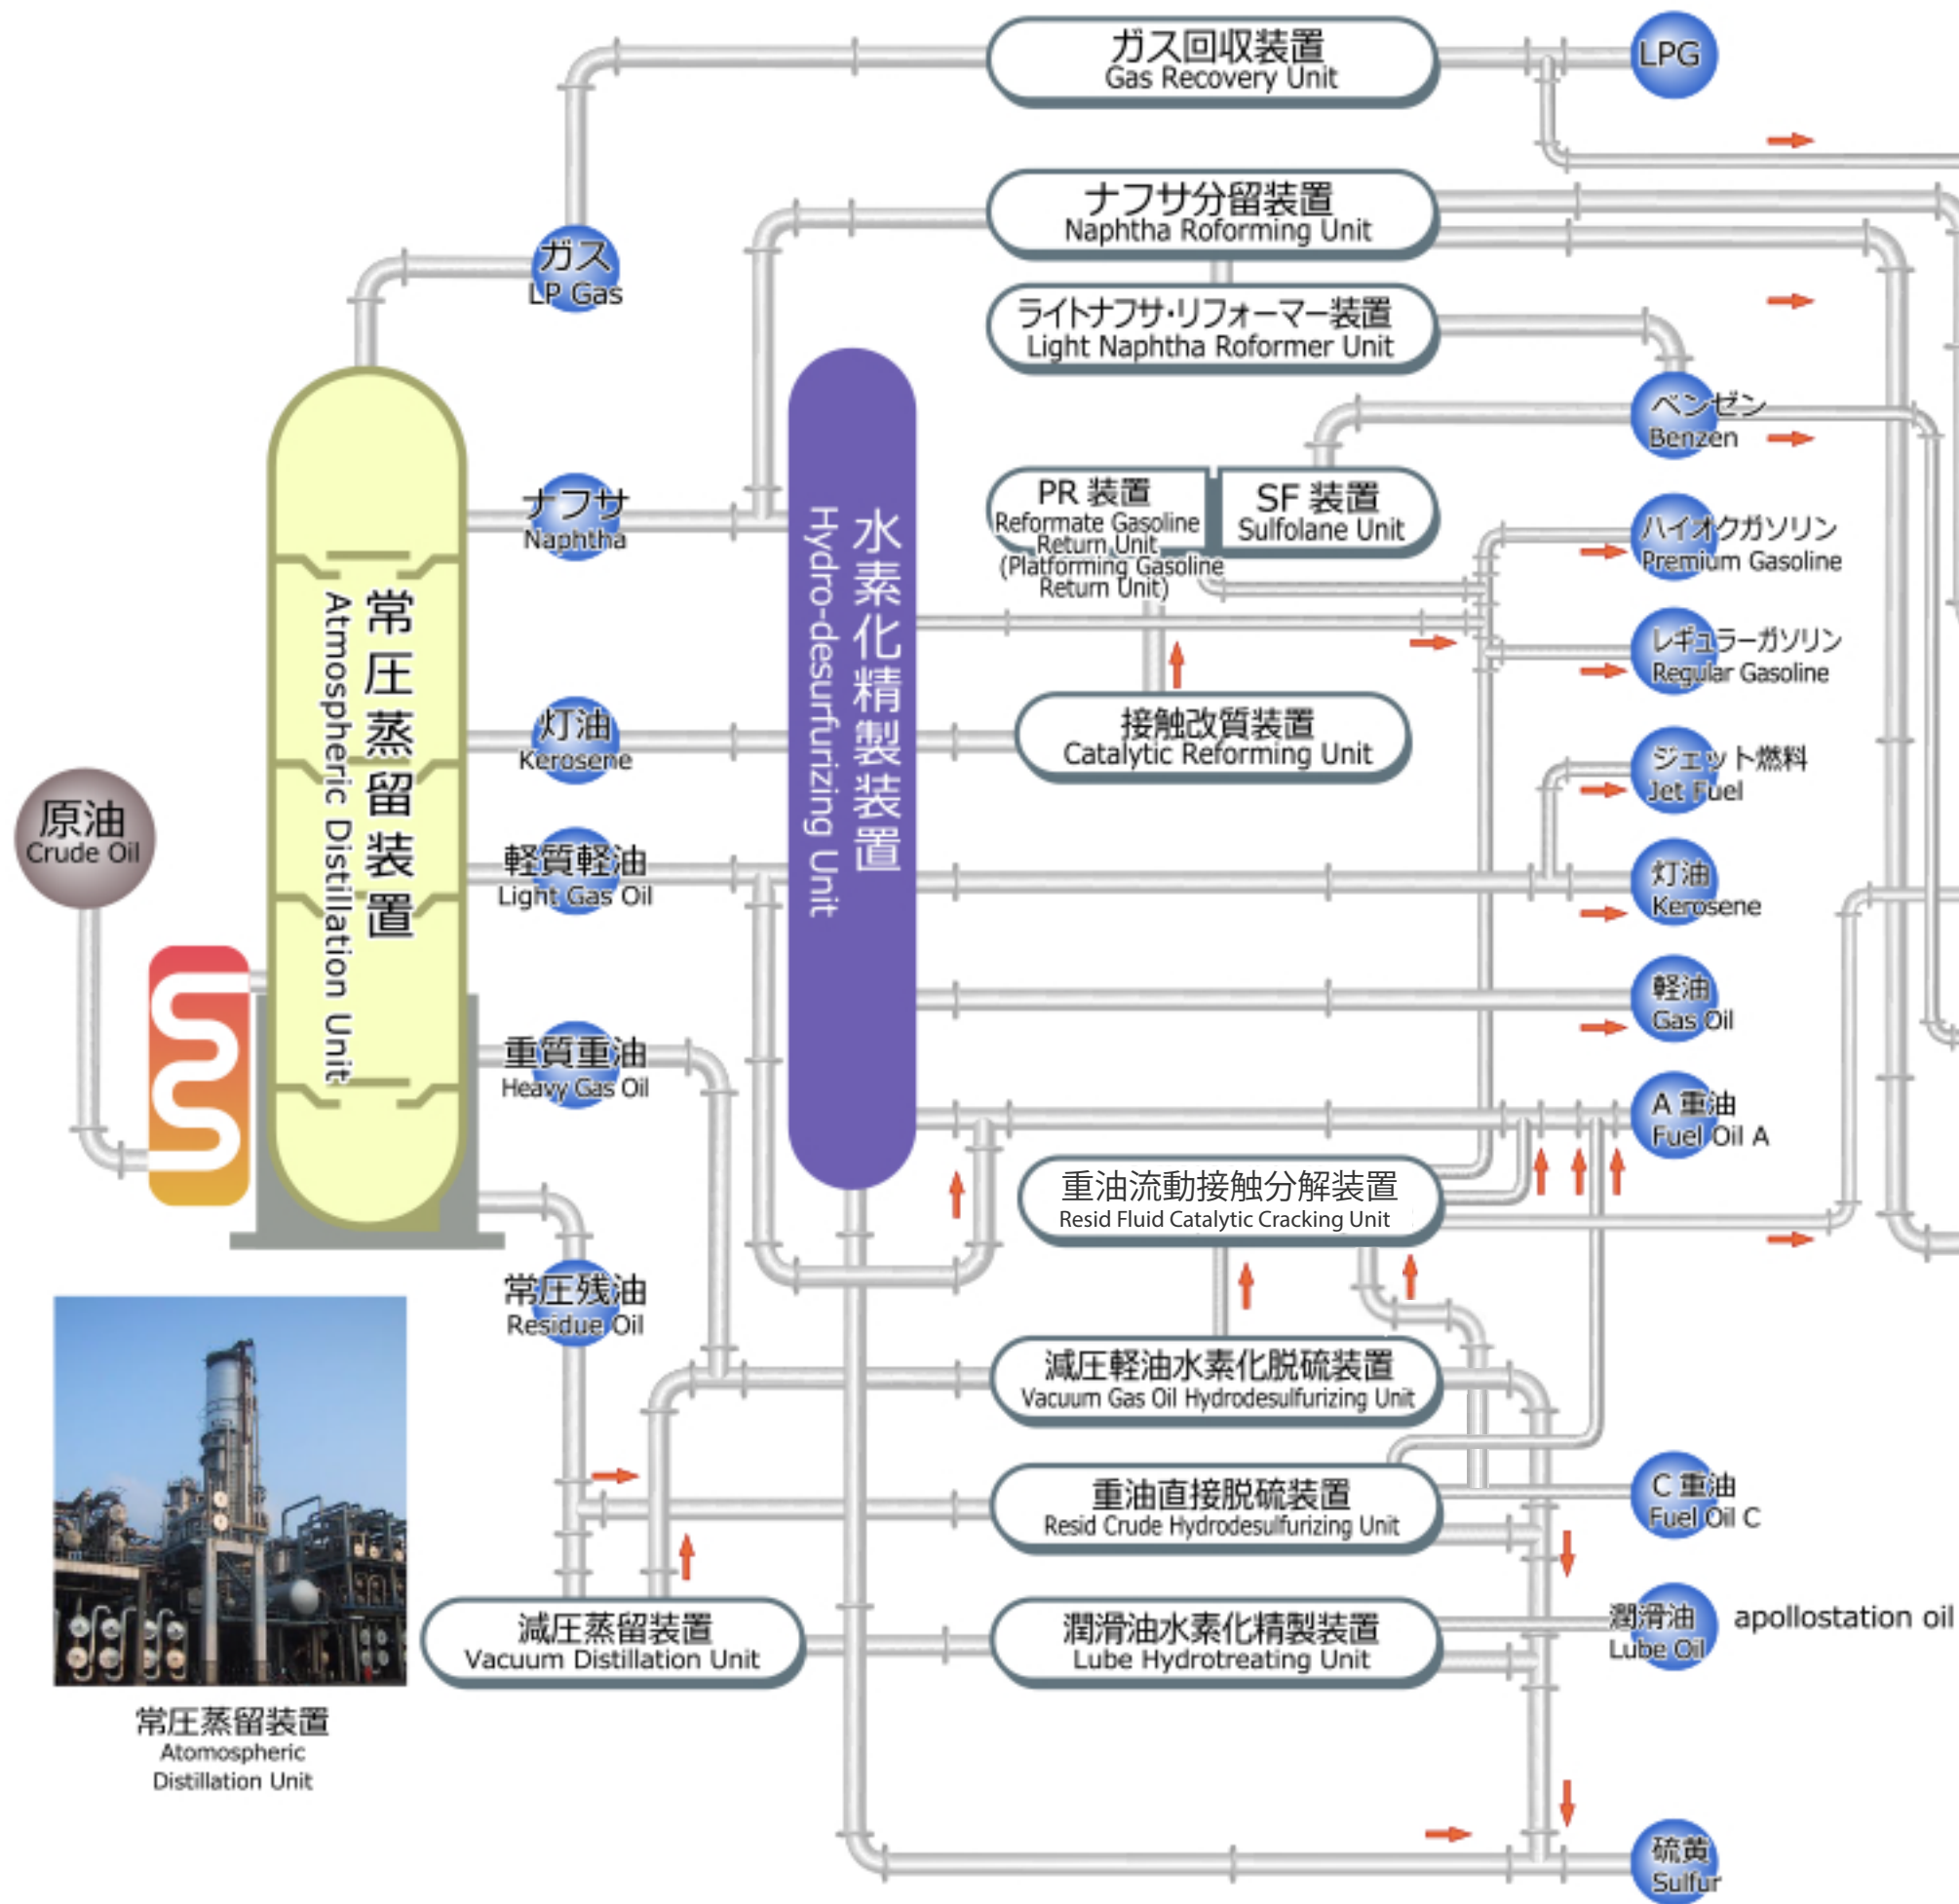 ガス回収装置
Gas Recovery Unit
LPG
ナフサ分留装置
Naphtha Roforming Unit
ガス
LP Gas
ライトナフサ・リフォーマー装置
Light Naphtha Roformer Unit
ベンゼン
Benzen
PR 装置
Reformate Gasoline
Return Unit
(Platforming Gasoline
Return Unit)
SF 装置
Sulfolane Unit
ナフサ
Naphtha
ハイオクガソリン
Premium Gasoline
水素化精製装置
Hydro-desurfurizing Unit
常圧蒸留装置
Atmospheric Distillation Unit
レギュラーガソリン
Regular Gasoline
灯油
Kerosene
接触改質装置
Catalytic Reforming Unit
ジェット燃料
Jet Fuel
原油
Crude Oil
軽質軽油
Light Gas Oil
灯油
Kerosene
軽油
Gas Oil
重質重油
Heavy Gas Oil
A 重油
Fuel Oil A
重油流動接触分解装置
Resid Fluid Catalytic Cracking Unit
常圧残油
Residue Oil
減圧軽油水素化脱硫装置
Vacuum Gas Oil Hydrodesulfurizing Unit
重油直接脱硫装置
Resid Crude Hydrodesulfurizing Unit
C 重油
Fuel Oil C
減圧蒸留装置
Vacuum Distillation Unit
潤滑油水素化精製装置
Lube Hydrotreating Unit
潤滑油
Lube Oil
apollostation oil
常圧蒸留装置
Atomospheric
Distillation Unit
硫黄
Sulfur